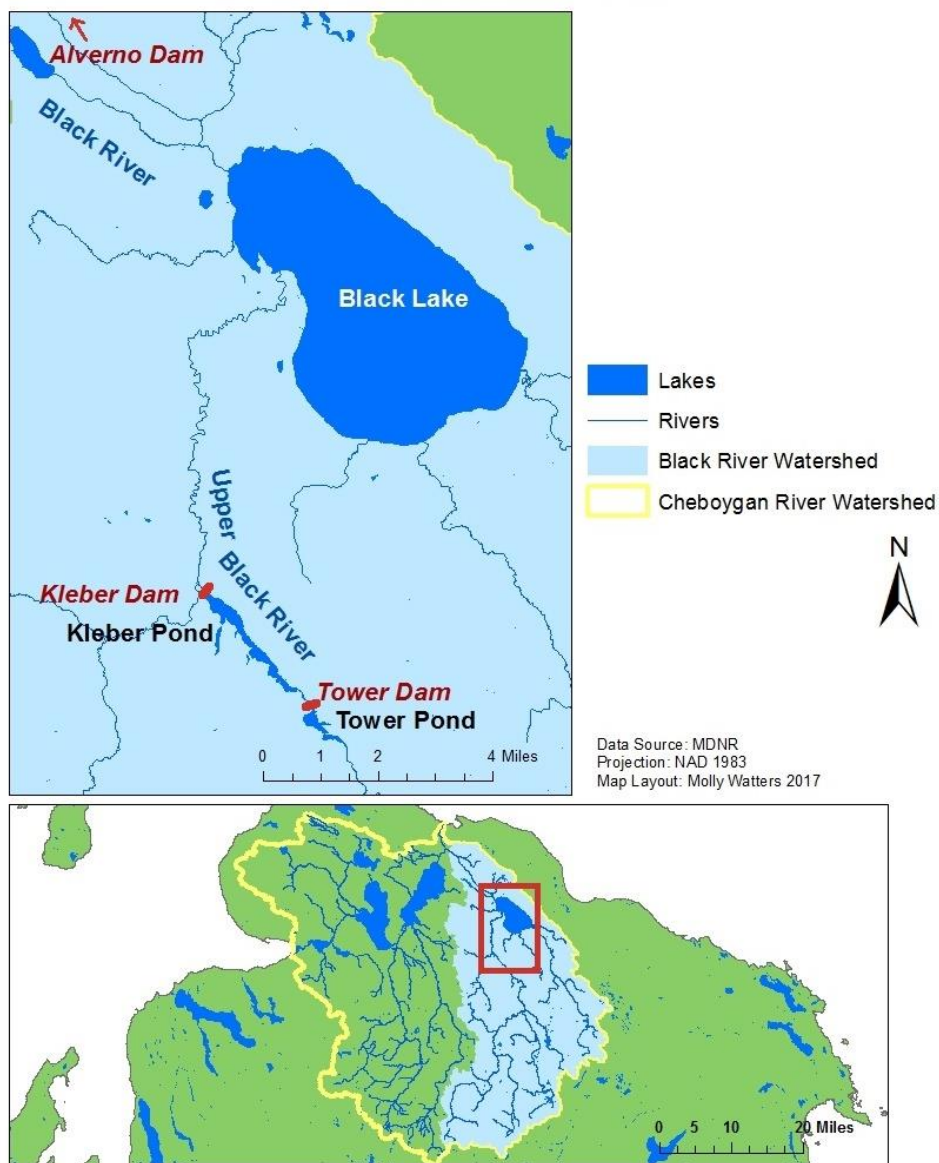 Alverno Dam
Black River
Black Lake
Upper Black River
Kleber Dam
Kleber Pond
Tower Dam
Tower Pond
0 1 2 4 Miles
Lakes
Rivers
Black River Watershed
Cheboygan River Watershed
N
Data Source: MDNR
Projection: NAD 1983
Map Layout: Molly Watters 2017
0 5 10 20 Miles